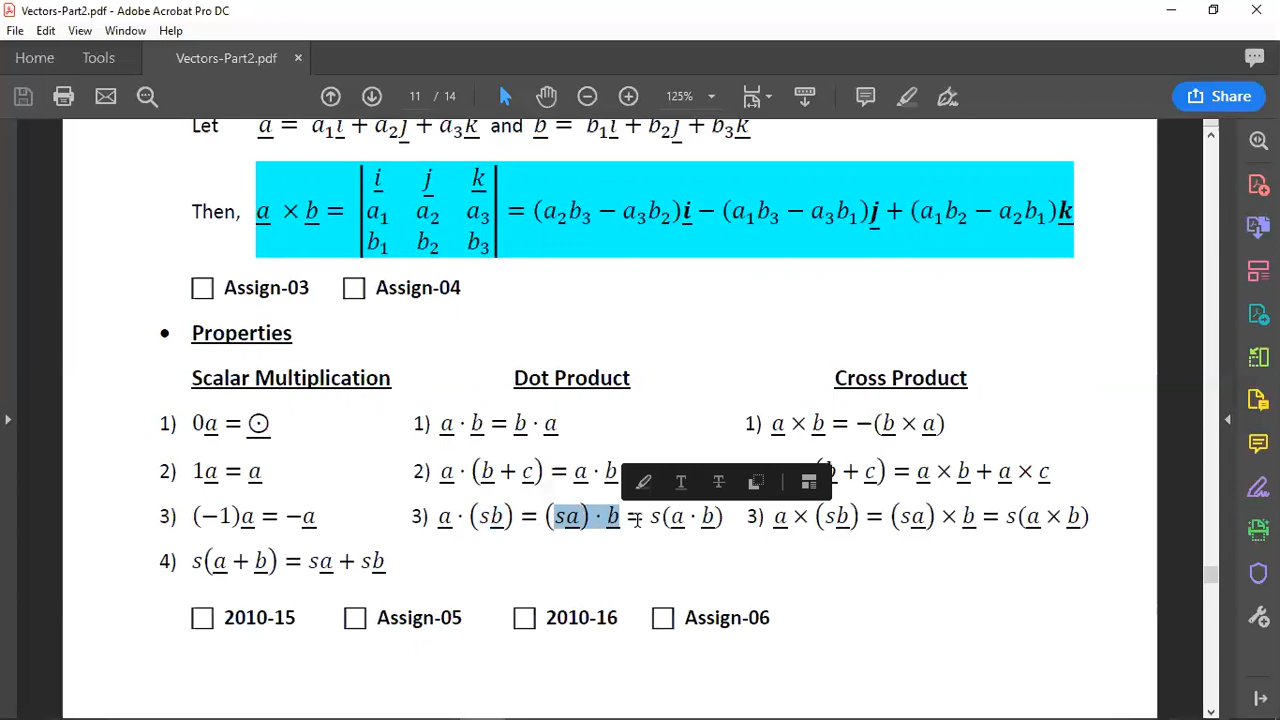 Vectors-Part2.pdf - Adobe Acrobat Pro DC
File Edit View Window Help
Home Tools Vectors-Part2.pdf ×
11 / 14 125% Share
Let a = a₁i + a₂j + a₃k and b = b₁i + b₂j + b₃k
Then, a × b = | i j k | = (a₂b₃ − a₃b₂)i − (a₁b₃ − a₃b₁)j + (a₁b₂ − a₂b₁)k
a₁ a₂ a₃
b₁ b₂ b₃
Assign-03 Assign-04
• Properties
Scalar Multiplication Dot Product Cross Product
1) 0a = ⊙ 1) a · b = b · a 1) a × b = −(b × a)
2) 1a = a 2) a · (b + c) = a · b b + c) = a × b + a × c
3) (−1)a = −a 3) a · (sb) = (sa) · b = s(a · b) 3) a × (sb) = (sa) × b = s(a × b)
4) s(a + b) = sa + sb
2010-15 Assign-05 2010-16 Assign-06